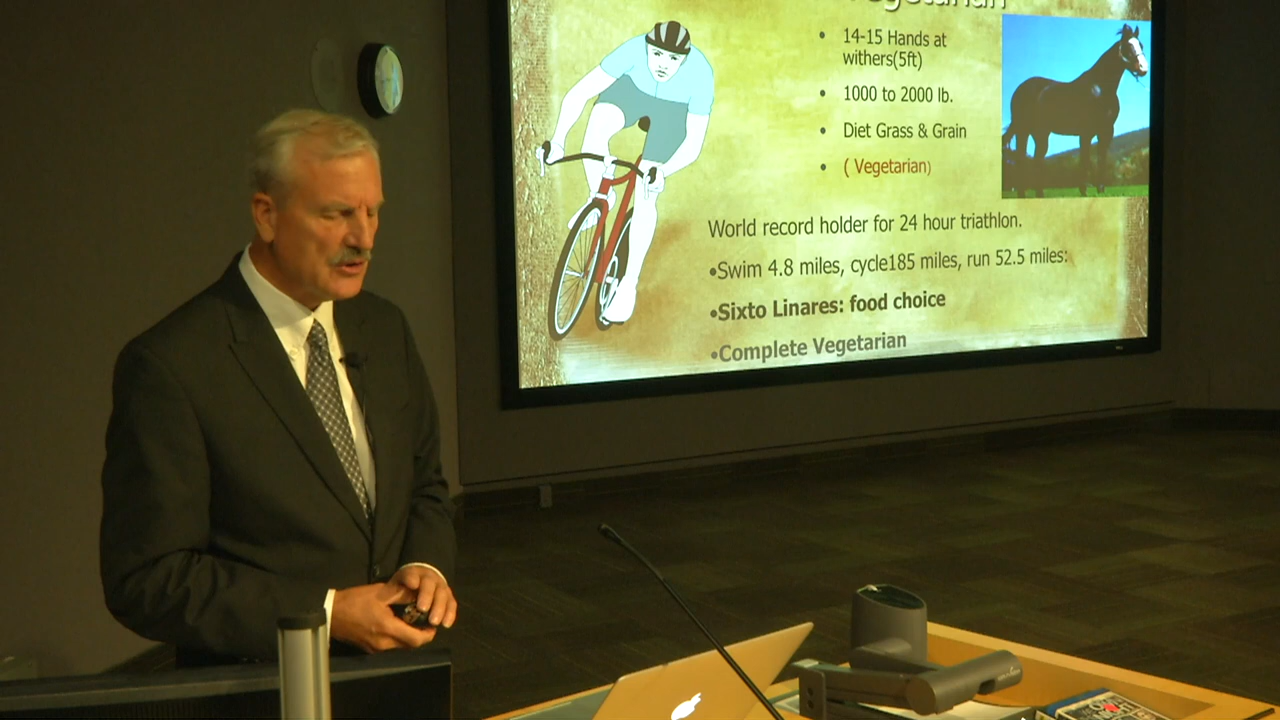 Vegetarian
• 14-15 Hands at
withers(5ft)
• 1000 to 2000 lb.
• Diet Grass & Grain
• ( Vegetarian)
World record holder for 24 hour triathlon.
•Swim 4.8 miles, cycle185 miles, run 52.5 miles:
•Sixto Linares: food choice
•Complete Vegetarian